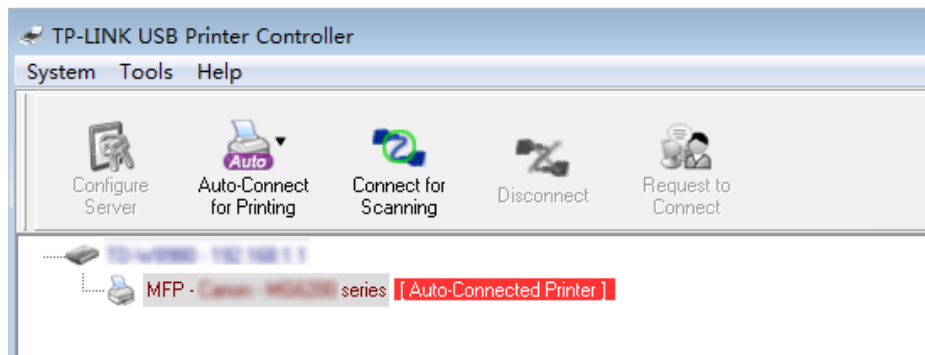 TP-LINK USB Printer Controller
System Tools Help
Configure Server
Auto
Auto-Connect for Printing
Connect for Scanning
Disconnect
Request to Connect
MFP - series [ Auto-Connected Printer ]